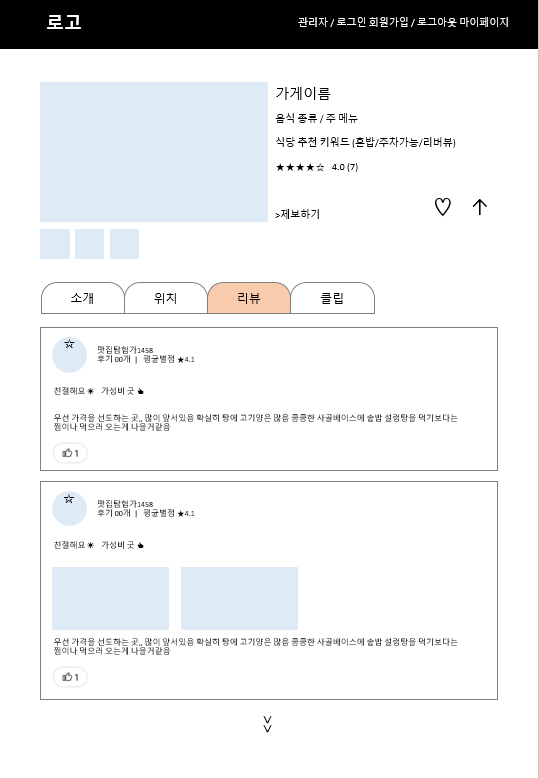 로고
관리자 / 로그인 회원가입 / 로그아웃 마이페이지
가게이름
음식 종류 / 주 메뉴
식당 추천 키워드 (혼밥/주차가능/리버뷰)
★★★★☆ 4.0 (7)
>제보하기
소개
위치
리뷰
클립
맛집탐험가1458
후기 00개 | 평균별점 ★4.1
친절해요☀ 가성비 굿👍
우선 가격을 선도하는 곳,, 많이 앞서있음 확실히 탕에 고기양은 많음 콩콩한 사골베이스에 솥밥 설렁탕을 먹기보다는
찜이나 먹으러 오는게 나을거같음
1
맛집탐험가1458
후기 00개 | 평균별점 ★4.1
친절해요☀ 가성비 굿👍
우선 가격을 선도하는 곳,, 많이 앞서있음 확실히 탕에 고기양은 많음 콩콩한 사골베이스에 솥밥 설렁탕을 먹기보다는
찜이나 먹으러 오는게 나을거같음
1